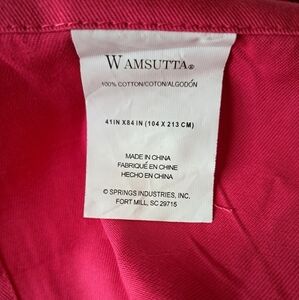 WAMSUTTA®
100% COTTON/COTON/ALGODÓN
41IN X84 IN (104 X 213 CM)
MADE IN CHINA
FABRIQUÉ EN CHINE
HECHO EN CHINA
© SPRINGS INDUSTRIES, INC.
FORT MILL, SC 29715